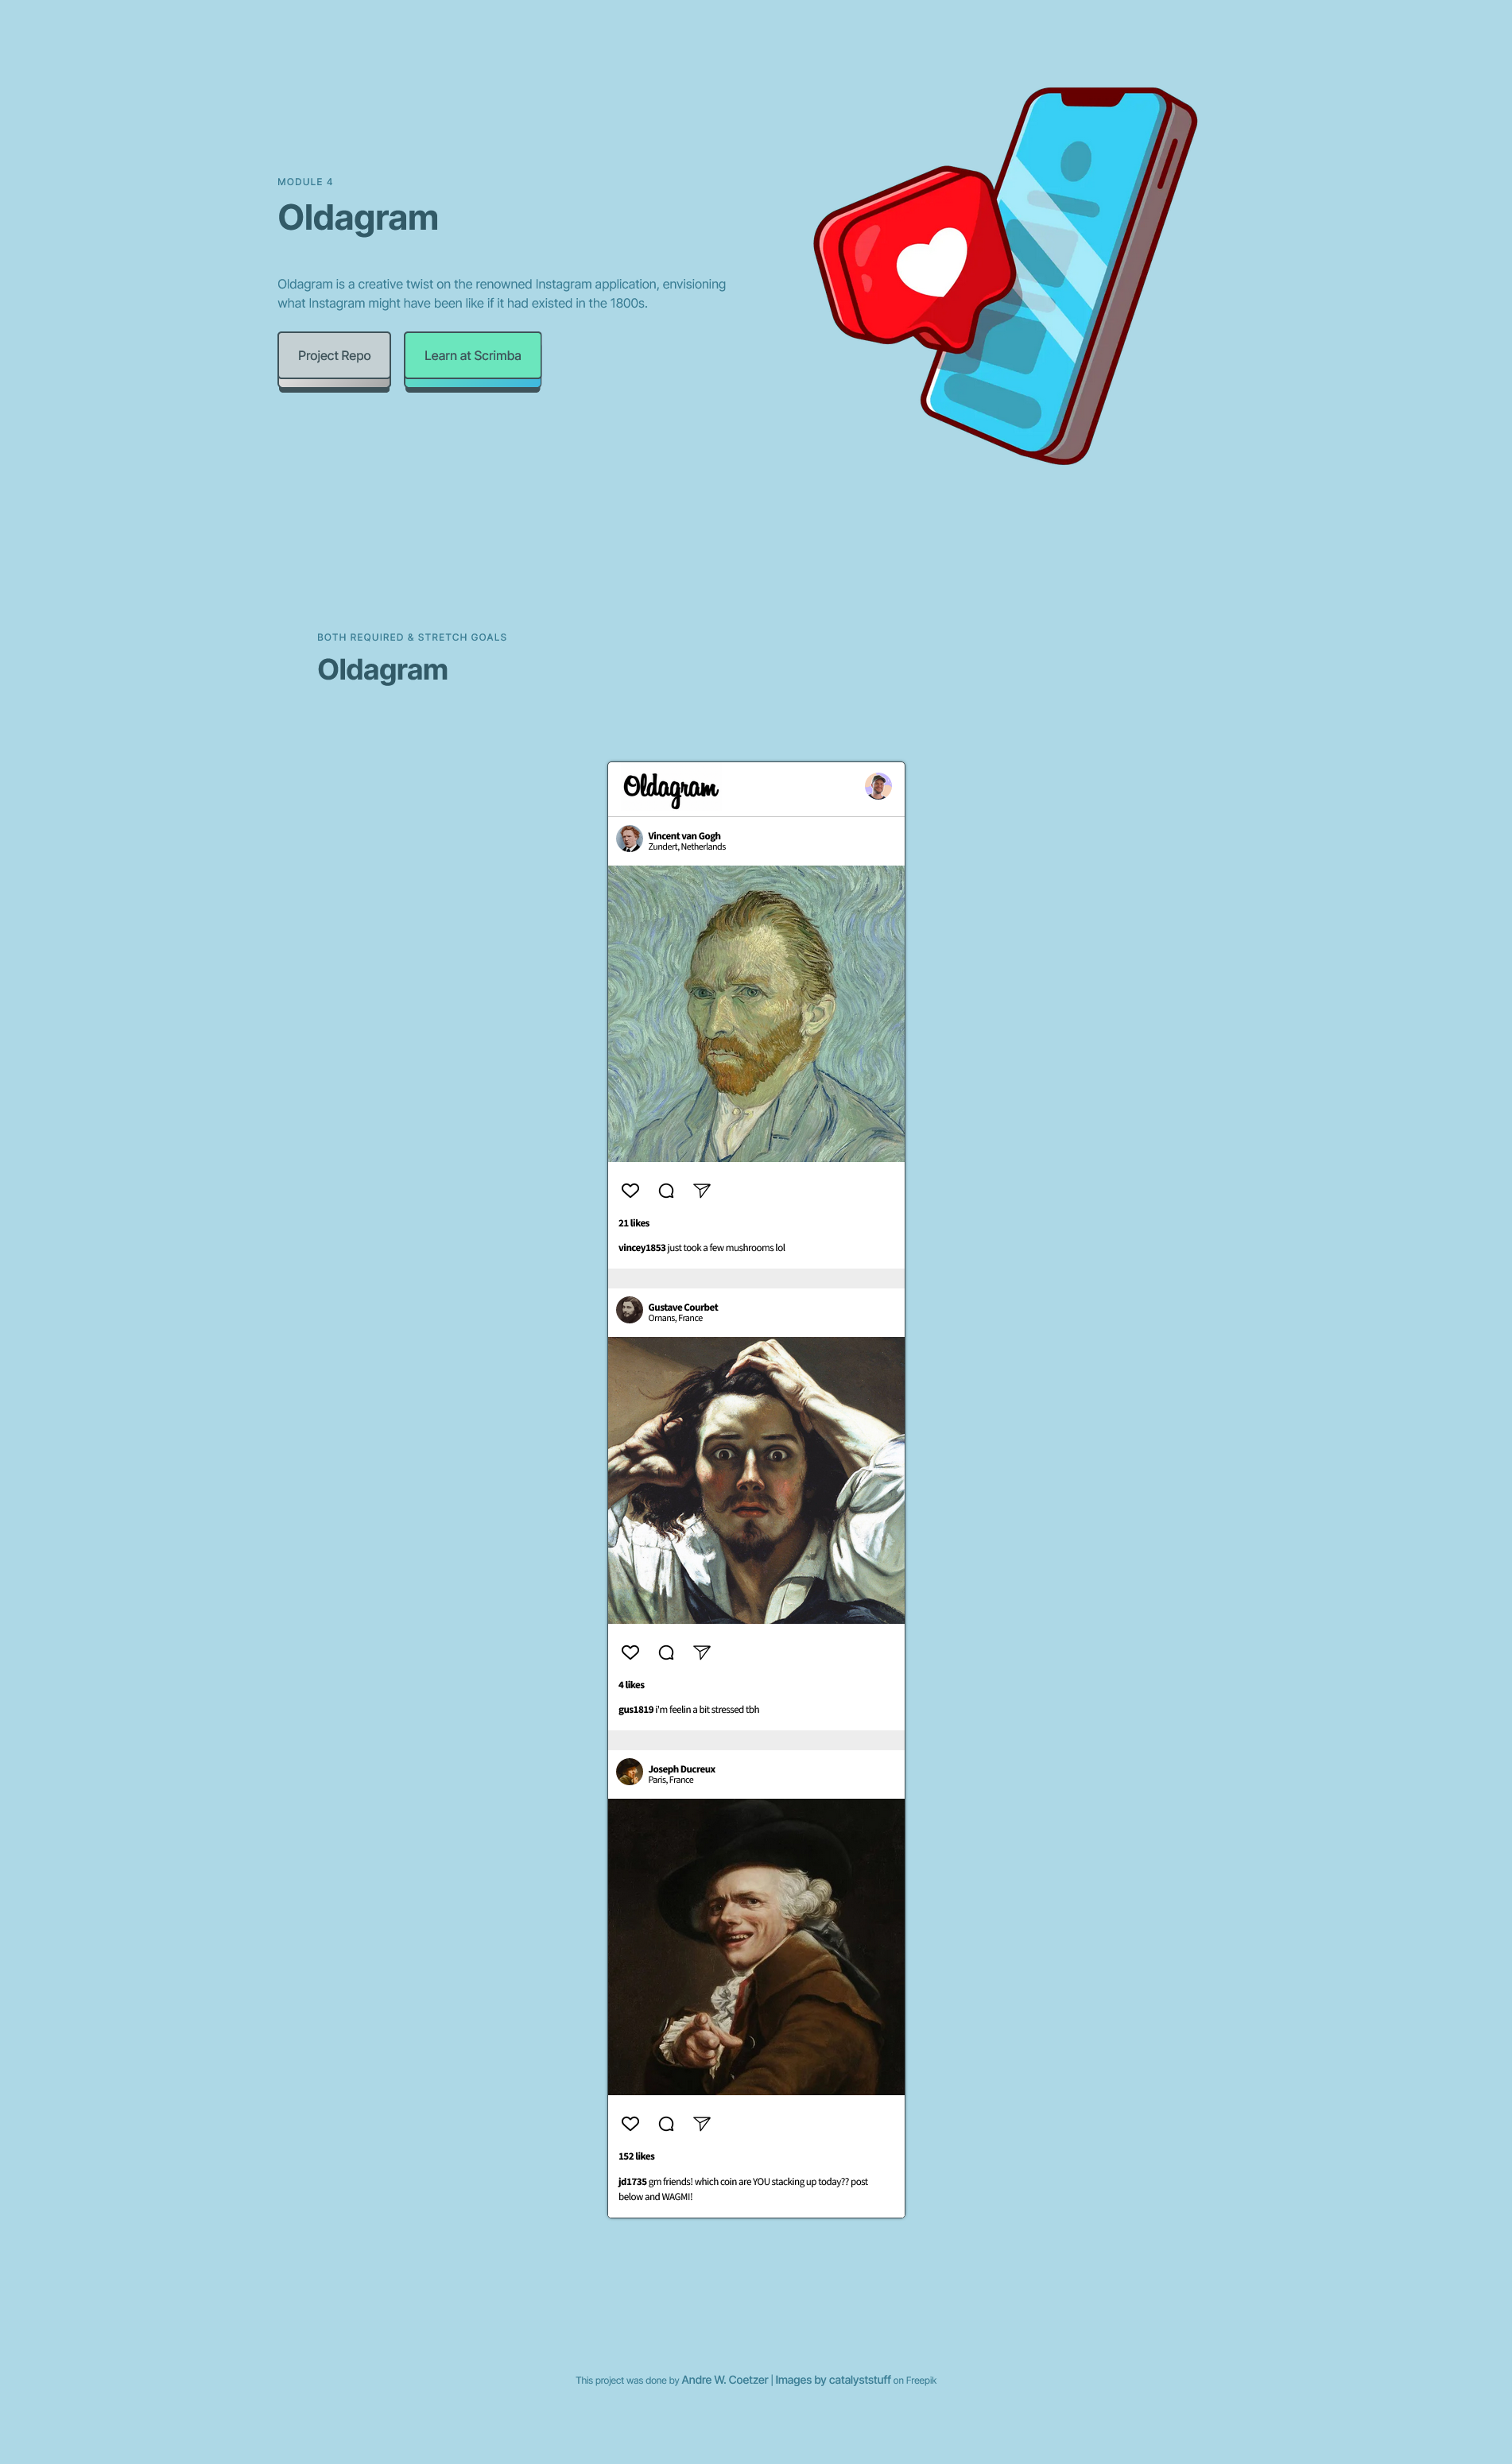 MODULE 4
Oldagram
Oldagram is a creative twist on the renowned Instagram application, envisioning
what Instagram might have been like if it had existed in the 1800s.
Project Repo
Learn at Scrimba
BOTH REQUIRED & STRETCH GOALS
Oldagram
Oldagram
Vincent van Gogh
Zundert, Netherlands
21 likes
vincey1853 just took a few mushrooms lol
Gustave Courbet
Ornans, France
4 likes
gus1819 i'm feelin a bit stressed tbh
Joseph Ducreux
Paris, France
152 likes
jd1735 gm friends! which coin are YOU stacking up today?? post
below and WAGMI!
This project was done by Andre W. Coetzer | Images by catalyststuff on Freepik